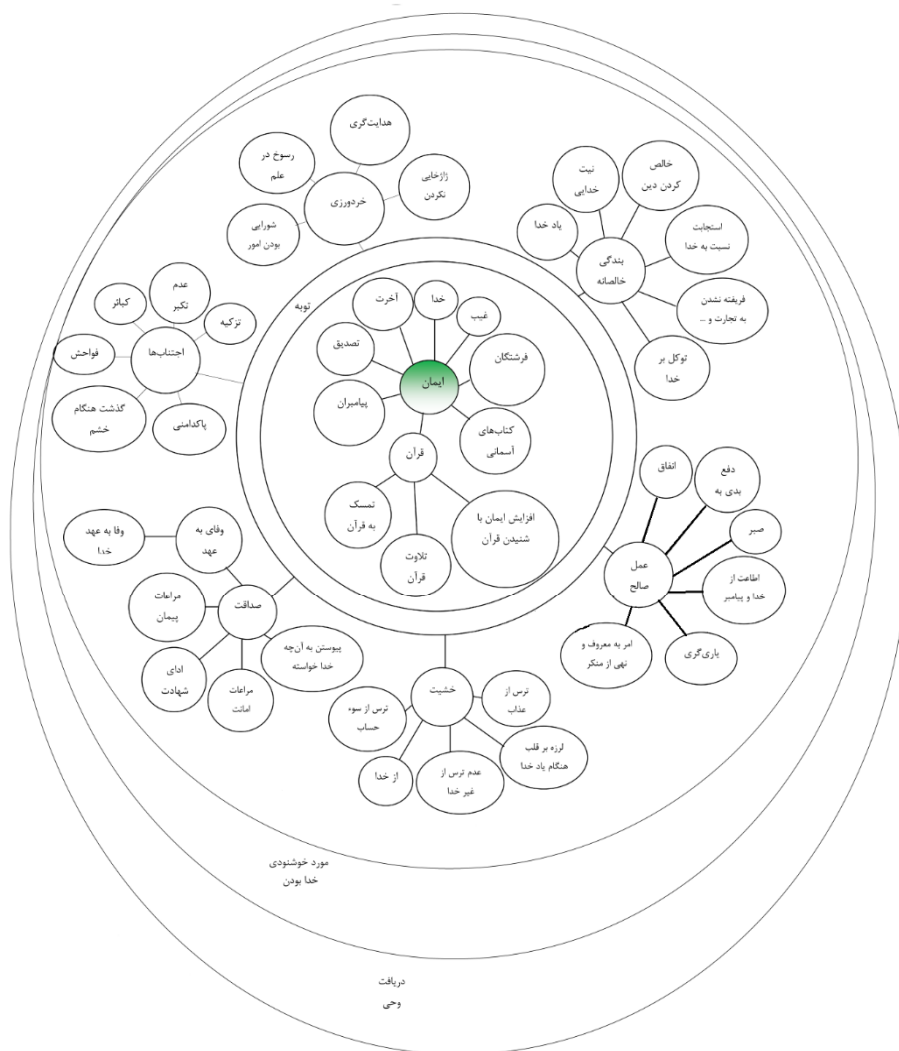 هدایت‌گری
رسوخ در
علم
ژاژخایی
نکردن
خردورزی
شورایی
بودن امور
خالص
کردن دین
نیت
خدایی
یاد خدا
استجابت
نسبت به خدا
بندگی
خالصانه
فریفته نشدن
به تجارت و ...
توکل بر
خدا
عدم
تکبر
کبائر
تزکیه
اجتناب‌ها
فواحش
گذشت هنگام
خشم
پاکدامنی
توبه
خدا
آخرت
غیب
تصدیق
فرشتگان
ایمان
پیامبران
کتاب‌های
آسمانی
قرآن
تمسک
به قرآن
افزایش ایمان با
شنیدن قرآن
تلاوت
قرآن
انفاق
دفع
بدی به
صبر
عمل
صالح
اطاعت از
خدا و پیامبر
امر به معروف و
نهی از منکر
یاری‌گری
وفا به عهد
خدا
وفای به
عهد
مراعات
پیمان
صداقت
پیوستن به آن‌چه
خدا خواسته
ادای
شهادت
مراعات
امانت
خشیت
ترس از
عذاب
ترس از سوء
حساب
لرزه بر قلب
هنگام یاد خدا
از خدا
عدم ترس از
غیر خدا
مورد خوشنودی
خدا بودن
دریافت
وحی